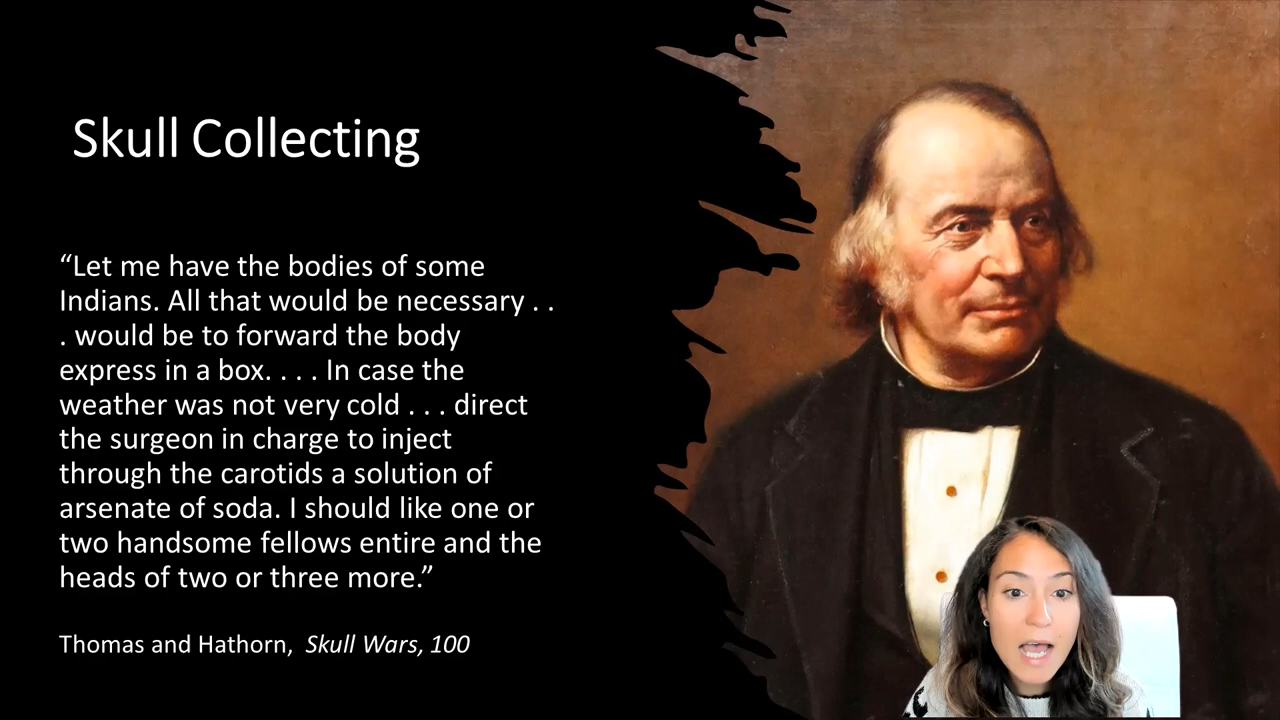 Skull Collecting
“Let me have the bodies of some
Indians. All that would be necessary . .
. would be to forward the body
express in a box. . . . In case the
weather was not very cold . . . direct
the surgeon in charge to inject
through the carotids a solution of
arsenate of soda. I should like one or
two handsome fellows entire and the
heads of two or three more.”
Thomas and Hathorn, Skull Wars, 100